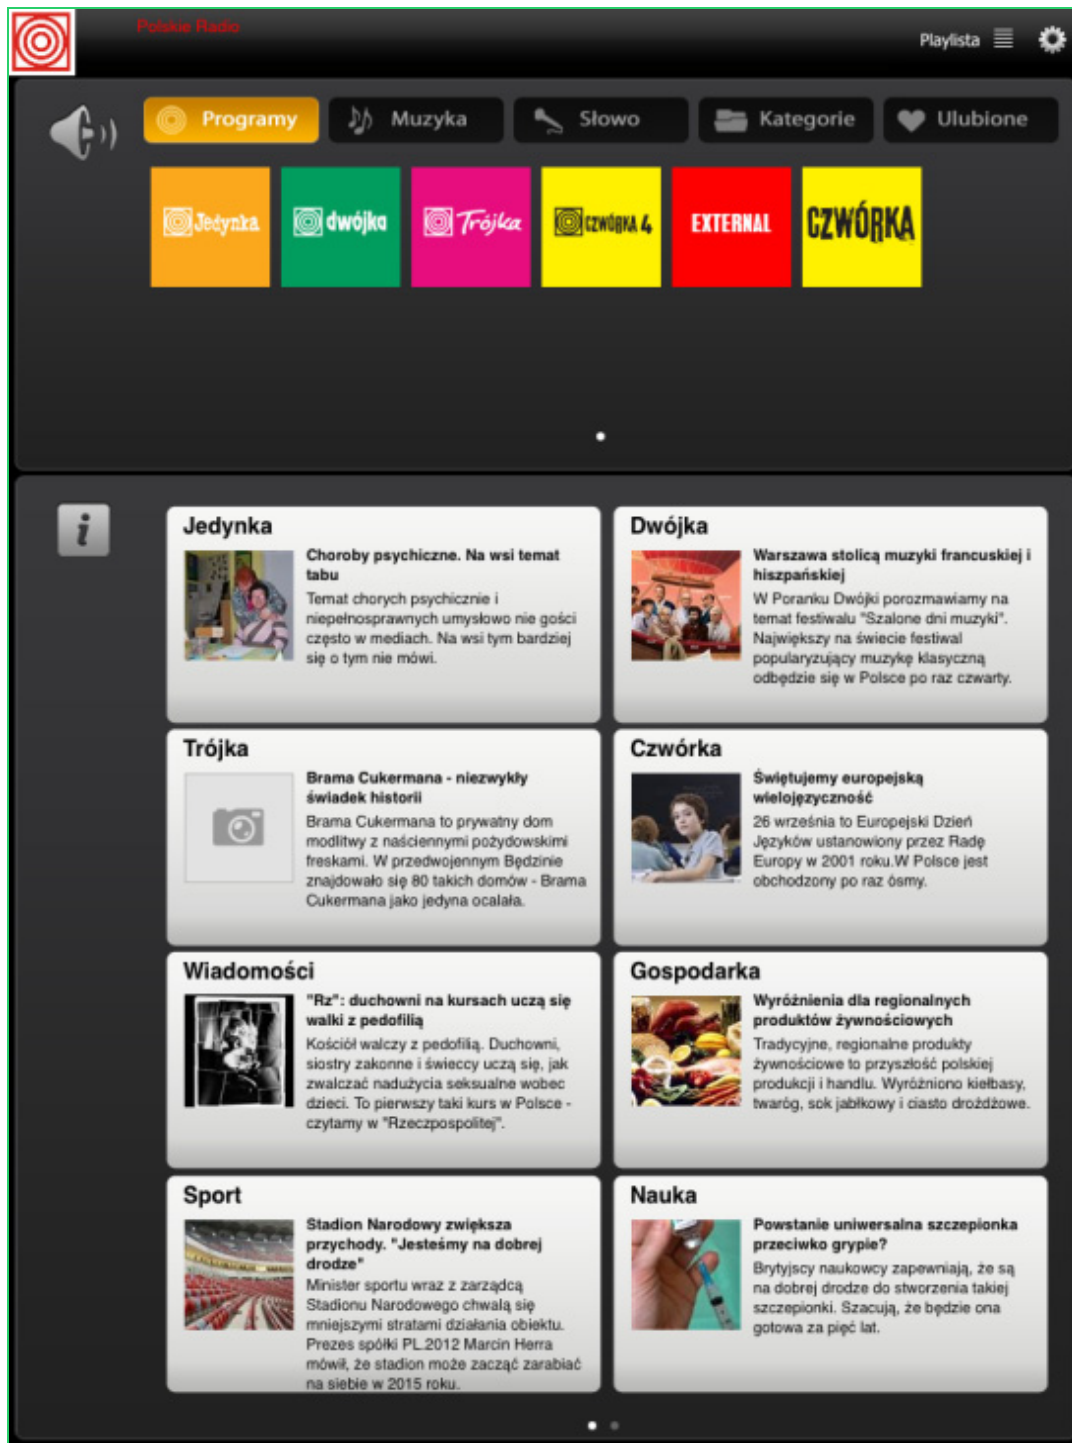 Polskie Radio
Playlista
Programy
Muzyka
Słowo
Kategorie
Ulubione
Jedynka
dwójka
Trójka
CZWÓRKA 4
EXTERNAL
CZWÓRKA
i
Jedynka
Choroby psychiczne. Na wsi temat
tabu
Temat chorych psychicznie i
niepełnosprawnych umysłowo nie gości
często w mediach. Na wsi tym bardziej
się o tym nie mówi.
Dwójka
Warszawa stolicą muzyki francuskiej i
hiszpańskiej
W Poranku Dwójki porozmawiamy na
temat festiwalu "Szalone dni muzyki".
Największy na świecie festiwal
popularyzujący muzykę klasyczną
odbędzie się w Polsce po raz czwarty.
Trójka
Brama Cukermana - niezwykły
świadek historii
Brama Cukermana to prywatny dom
modlitwy z naściennymi pożydowskimi
freskami. W przedwojennym Będzinie
znajdowało się 80 takich domów - Brama
Cukermana jako jedyna ocalała.
Czwórka
Świętujemy europejską
wielojęzyczność
26 września to Europejski Dzień
Języków ustanowiony przez Radę
Europy w 2001 roku.W Polsce jest
obchodzony po raz ósmy.
Wiadomości
"Rz": duchowni na kursach uczą się
walki z pedofilią
Kościół walczy z pedofilią. Duchowni,
siostry zakonne i świeccy uczą się, jak
zwalczać nadużycia seksualne wobec
dzieci. To pierwszy taki kurs w Polsce -
czytamy w "Rzeczpospolitej".
Gospodarka
Wyróżnienia dla regionalnych
produktów żywnościowych
Tradycyjne, regionalne produkty
żywnościowe to przyszłość polskiej
produkcji i handlu. Wyróżniono kiełbasy,
twaróg, sok jabłkowy i ciasto drożdżowe.
Sport
Stadion Narodowy zwiększa
przychody. "Jesteśmy na dobrej
drodze"
Minister sportu wraz z zarządcą
Stadionu Narodowego chwalą się
mniejszymi stratami działania obiektu.
Prezes spółki PL.2012 Marcin Herra
mówił, że stadion może zacząć zarabiać
na siebie w 2015 roku.
Nauka
Powstanie uniwersalna szczepionka
przeciwko grypie?
Brytyjscy naukowcy zapewniają, że są
na dobrej drodze do stworzenia takiej
szczepionki. Szacują, że będzie ona
gotowa za pięć lat.